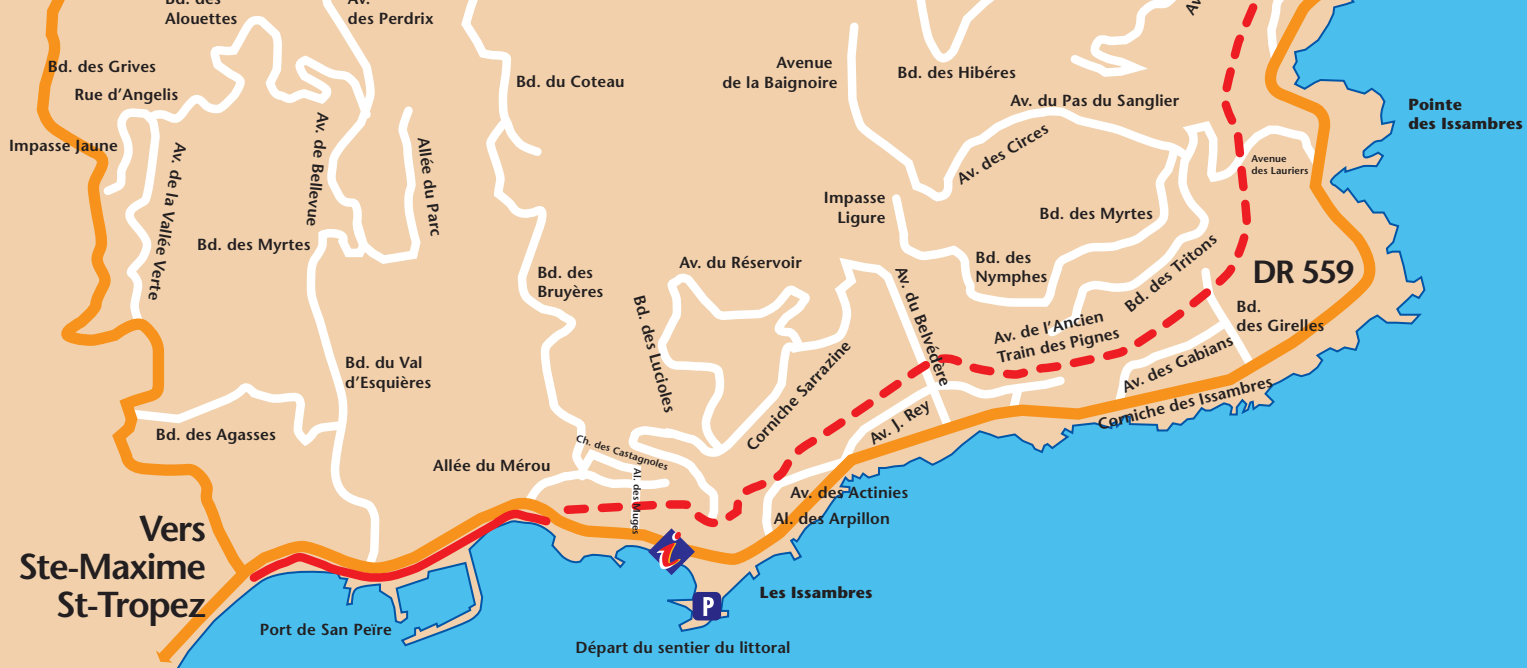 Bd. des
Alouettes
Av.
des Perdrix
Av
Bd. des Grives
Rue d'Angelis
Impasse Jaune
Av. de la Vallée Verte
Av. de Bellevue
Allée du Parc
Bd. des Myrtes
Bd. du Coteau
Avenue
de la Baignoire
Bd. des Hibéres
Av. du Pas du Sanglier
Av. des Circes
Pointe
des Issambres
Avenue
des Lauriers
Impasse
Ligure
Bd. des Myrtes
Bd. des
Nymphes
Bd. des Tritons
DR 559
Bd. des
Bruyères
Av. du Réservoir
Bd. des Lucioles
Av. du Belvédère
Corniche Sarrazine
Av. de l'Ancien
Train des Pignes
Bd.
des Girelles
Av. des Gabians
Corniche des Issambres
Bd. du Val
d'Esquières
Bd. des Agasses
Allée du Mérou
Ch. des Castagnoles
Al. des Muges
Av. J. Rey
Av. des Actinies
Al. des Arpillon
Vers
Ste-Maxime
St-Tropez
i
P
Les Issambres
Port de San Peïre
Départ du sentier du littoral